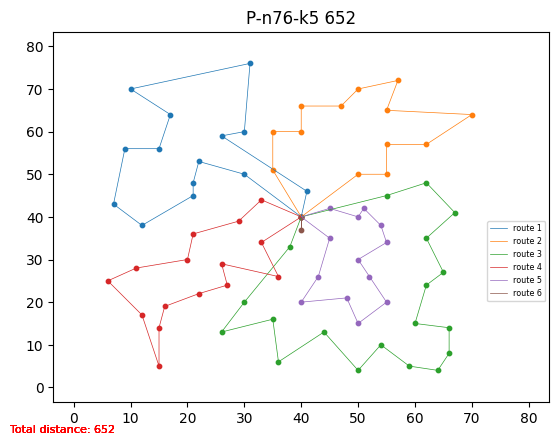 P-n76-k5 652
80
70
60
50
40
30
20
10
0
route 1
route 2
route 3
route 4
route 5
route 6
0 10 20 30 40 50 60 70 80
Total distance: 652